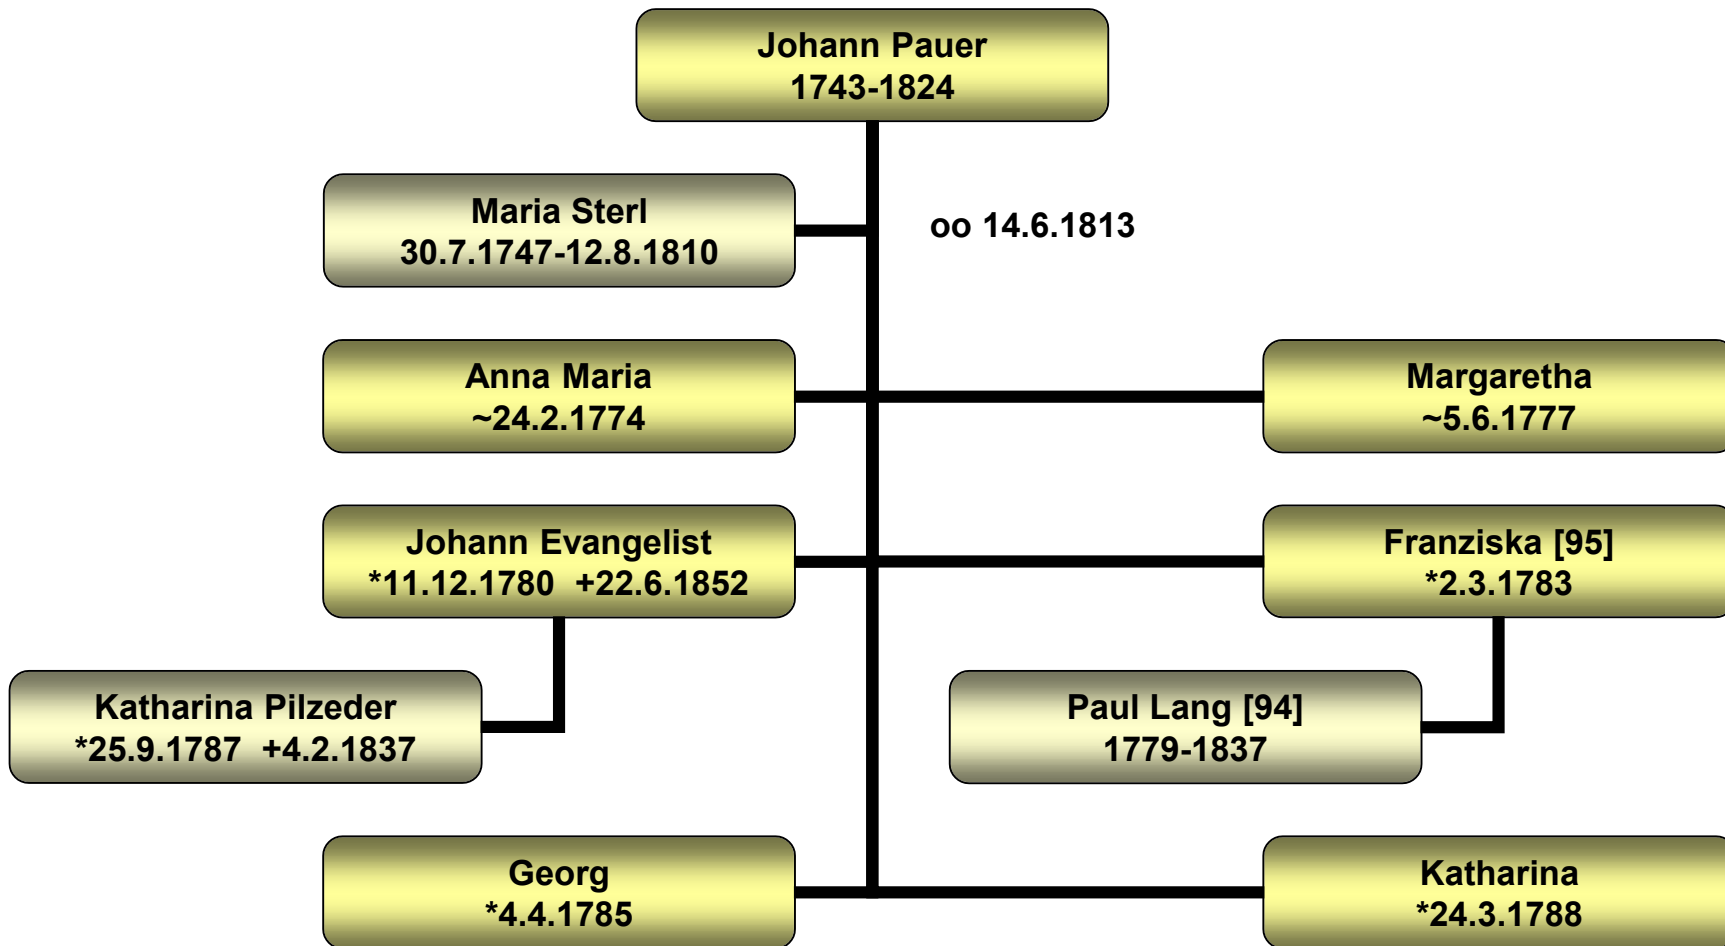 Johann Pauer
1743-1824
Maria Sterl
30.7.1747-12.8.1810
oo 14.6.1813
Anna Maria
~24.2.1774
Margaretha
~5.6.1777
Johann Evangelist
*11.12.1780  +22.6.1852
Franziska [95]
*2.3.1783
Katharina Pilzeder
*25.9.1787  +4.2.1837
Paul Lang [94]
1779-1837
Georg
*4.4.1785
Katharina
*24.3.1788